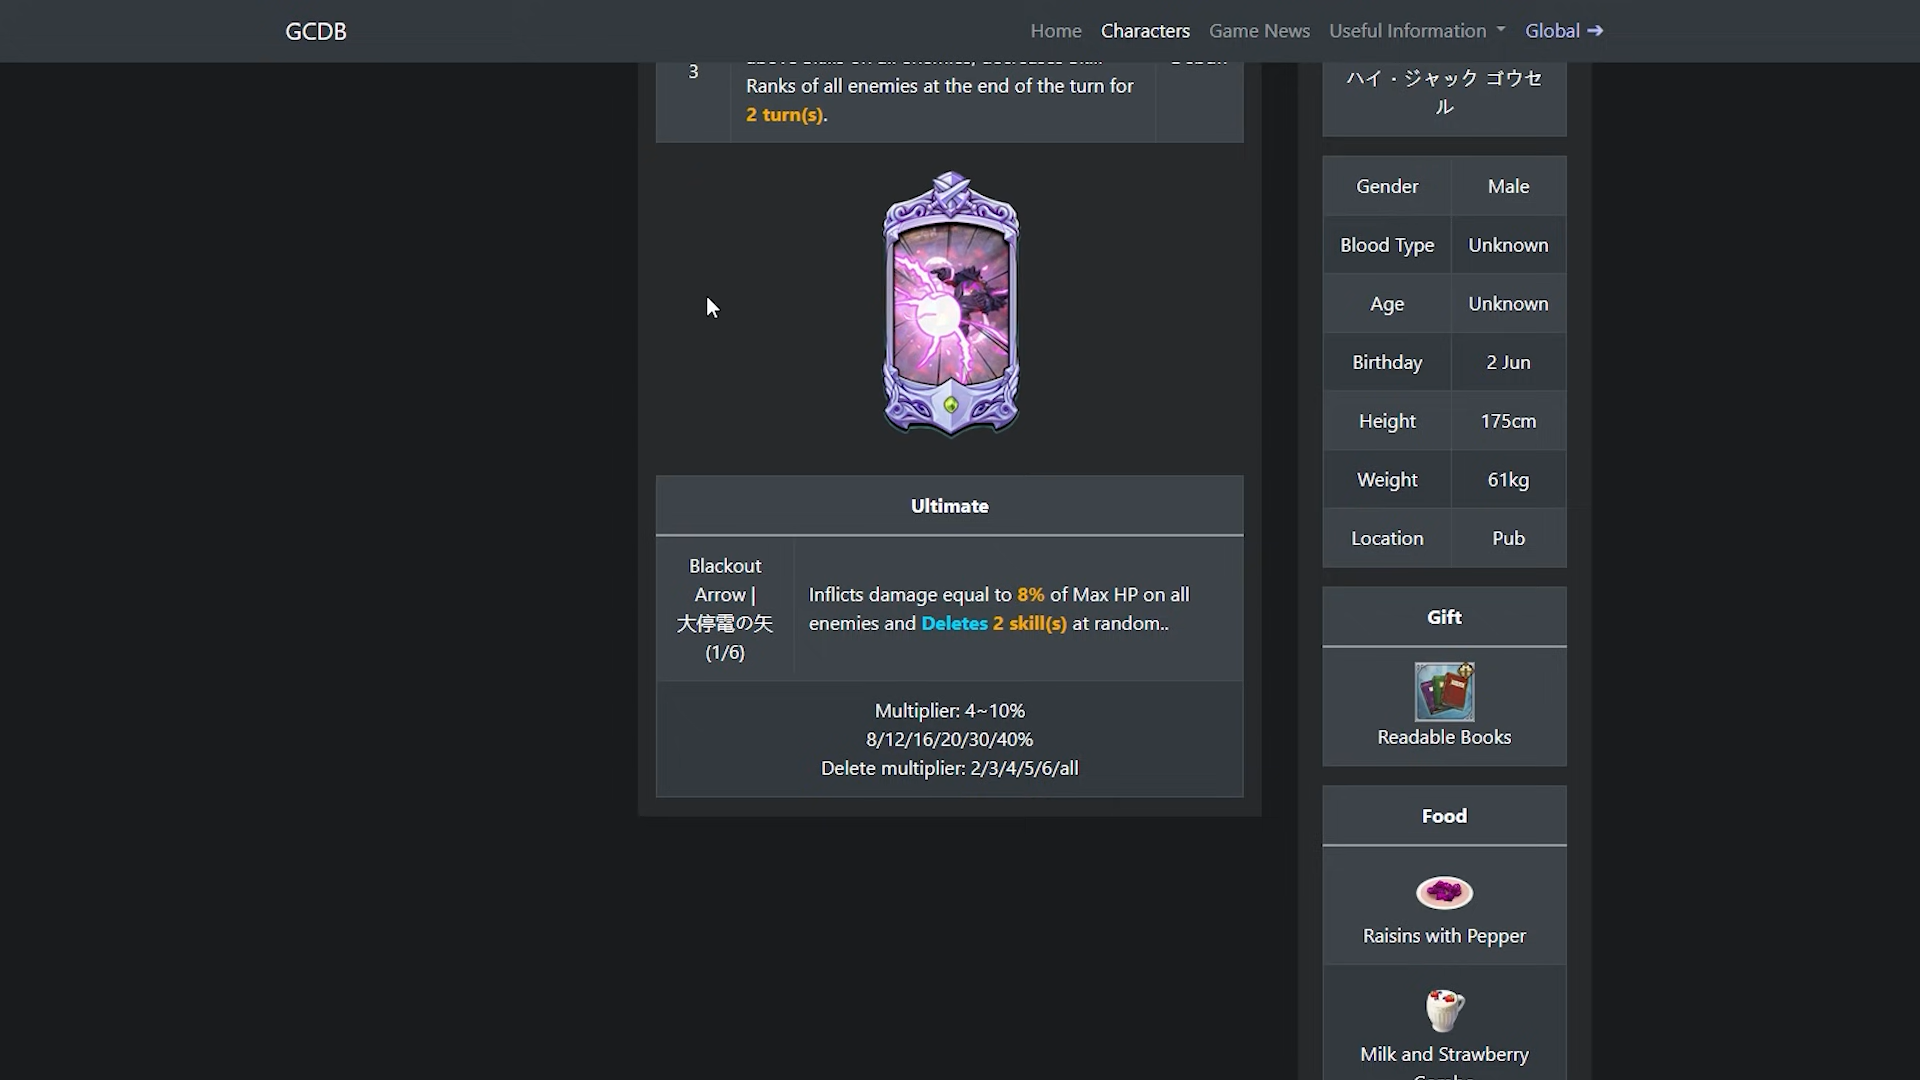 GCDB
Home
Characters
Game News
Useful Information
Global
3
Ranks of all enemies at the end of the turn for
2 turn(s).
Ultimate
Blackout
Arrow |
大停電の矢
(1/6)
Inflicts damage equal to 8% of Max HP on all
enemies and Deletes 2 skill(s) at random..
Multiplier: 4~10%
8/12/16/20/30/40%
Delete multiplier: 2/3/4/5/6/all
ハイ・ジャック ゴウセ
ル
Gender Male
Blood Type Unknown
Age Unknown
Birthday 2 Jun
Height 175cm
Weight 61kg
Location Pub
Gift
Readable Books
Food
Raisins with Pepper
Milk and Strawberry